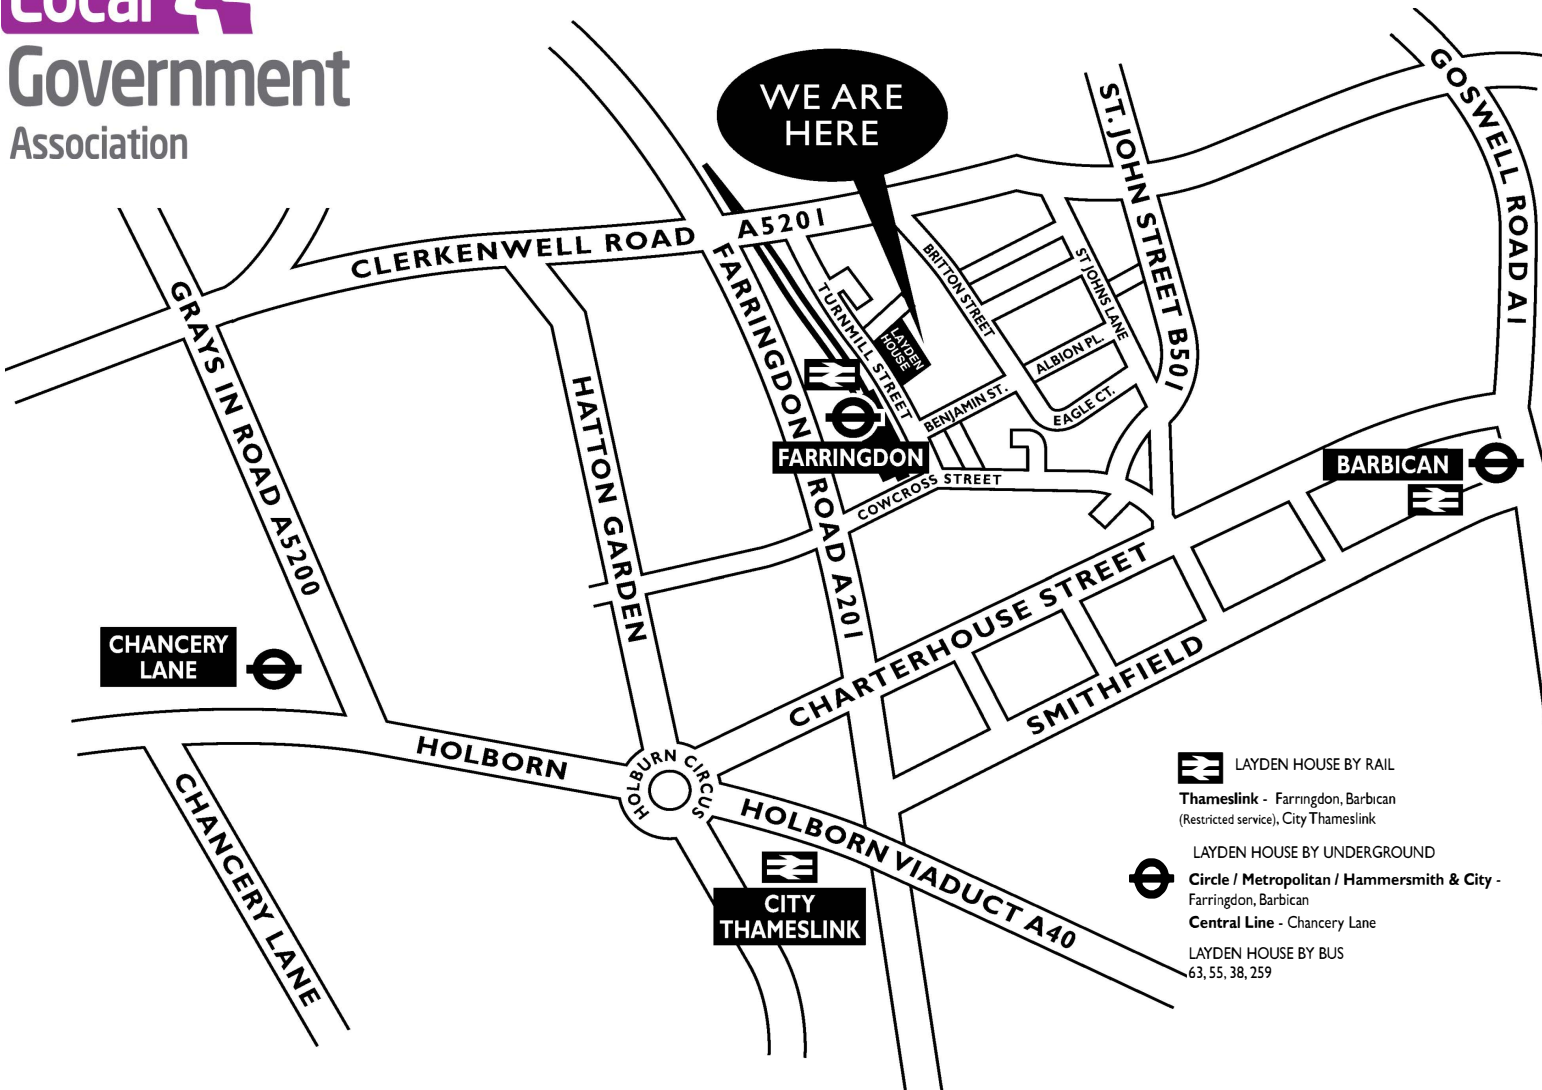 Local
Government
Association
WE ARE
HERE
CLERKENWELL ROAD
A5201
GRAYS IN ROAD A5200
HATTON GARDEN
FARRINGDON ROAD A201
TURNMILL STREET
LAYDEN
HOUSE
BRITTON STREET
ST JOHNS LANE
ST. JOHN STREET B501
GOSWELL ROAD A1
ALBION PL.
BENJAMIN ST.
EAGLE CT.
FARRINGDON
COWCROSS STREET
BARBICAN
CHARTERHOUSE STREET
SMITHFIELD
CHANCERY
LANE
HOLBORN
HOLBURN CIRCUS
HOLBORN VIADUCT A40
CHANCERY LANE
CITY
THAMESLINK
LAYDEN HOUSE BY RAIL
Thameslink - Farringdon, Barbican
(Restricted service), City Thameslink
LAYDEN HOUSE BY UNDERGROUND
Circle / Metropolitan / Hammersmith & City -
Farringdon, Barbican
Central Line - Chancery Lane
LAYDEN HOUSE BY BUS
63, 55, 38, 259